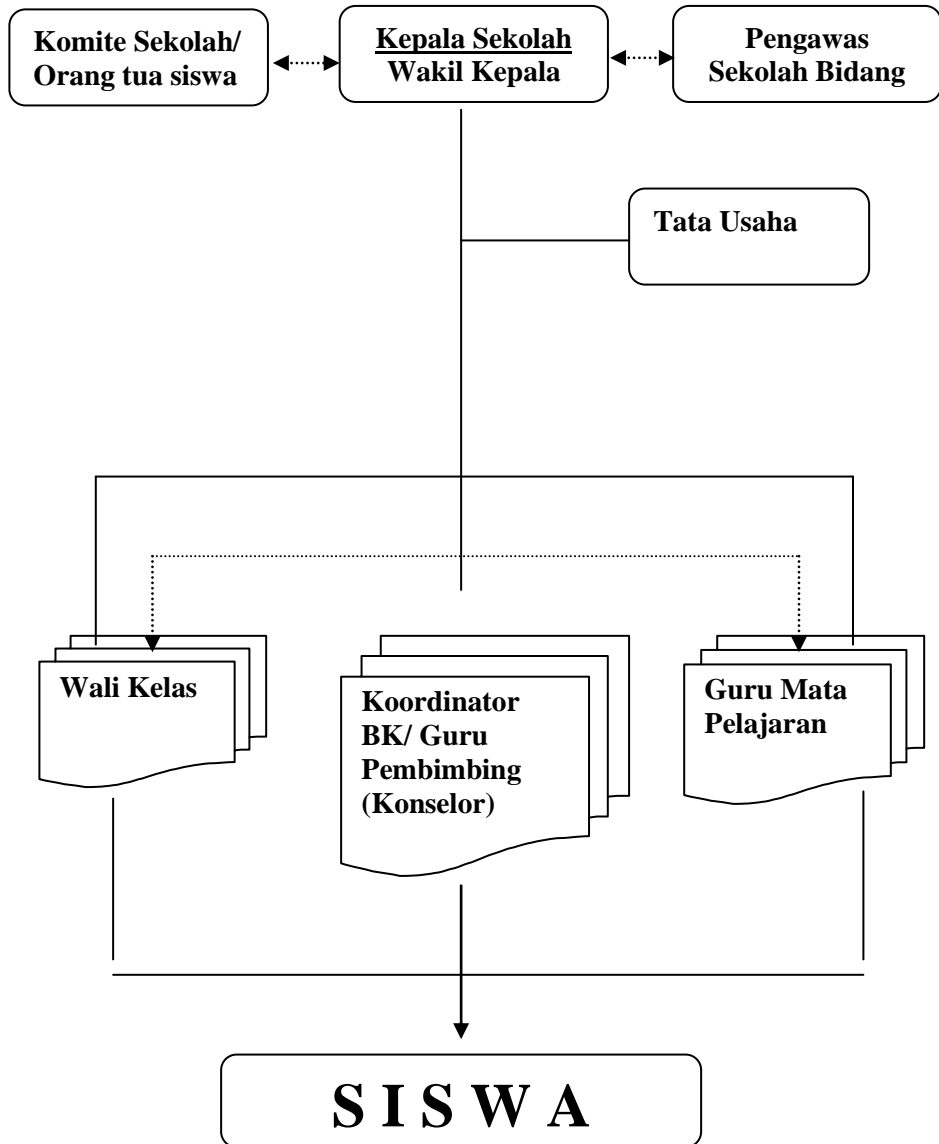 Komite Sekolah/
Orang tua siswa
Kepala Sekolah
Wakil Kepala
Pengawas
Sekolah Bidang
Tata Usaha
Wali Kelas
Koordinator
BK/ Guru
Pembimbing
(Konselor)
Guru Mata
Pelajaran
S I S W A